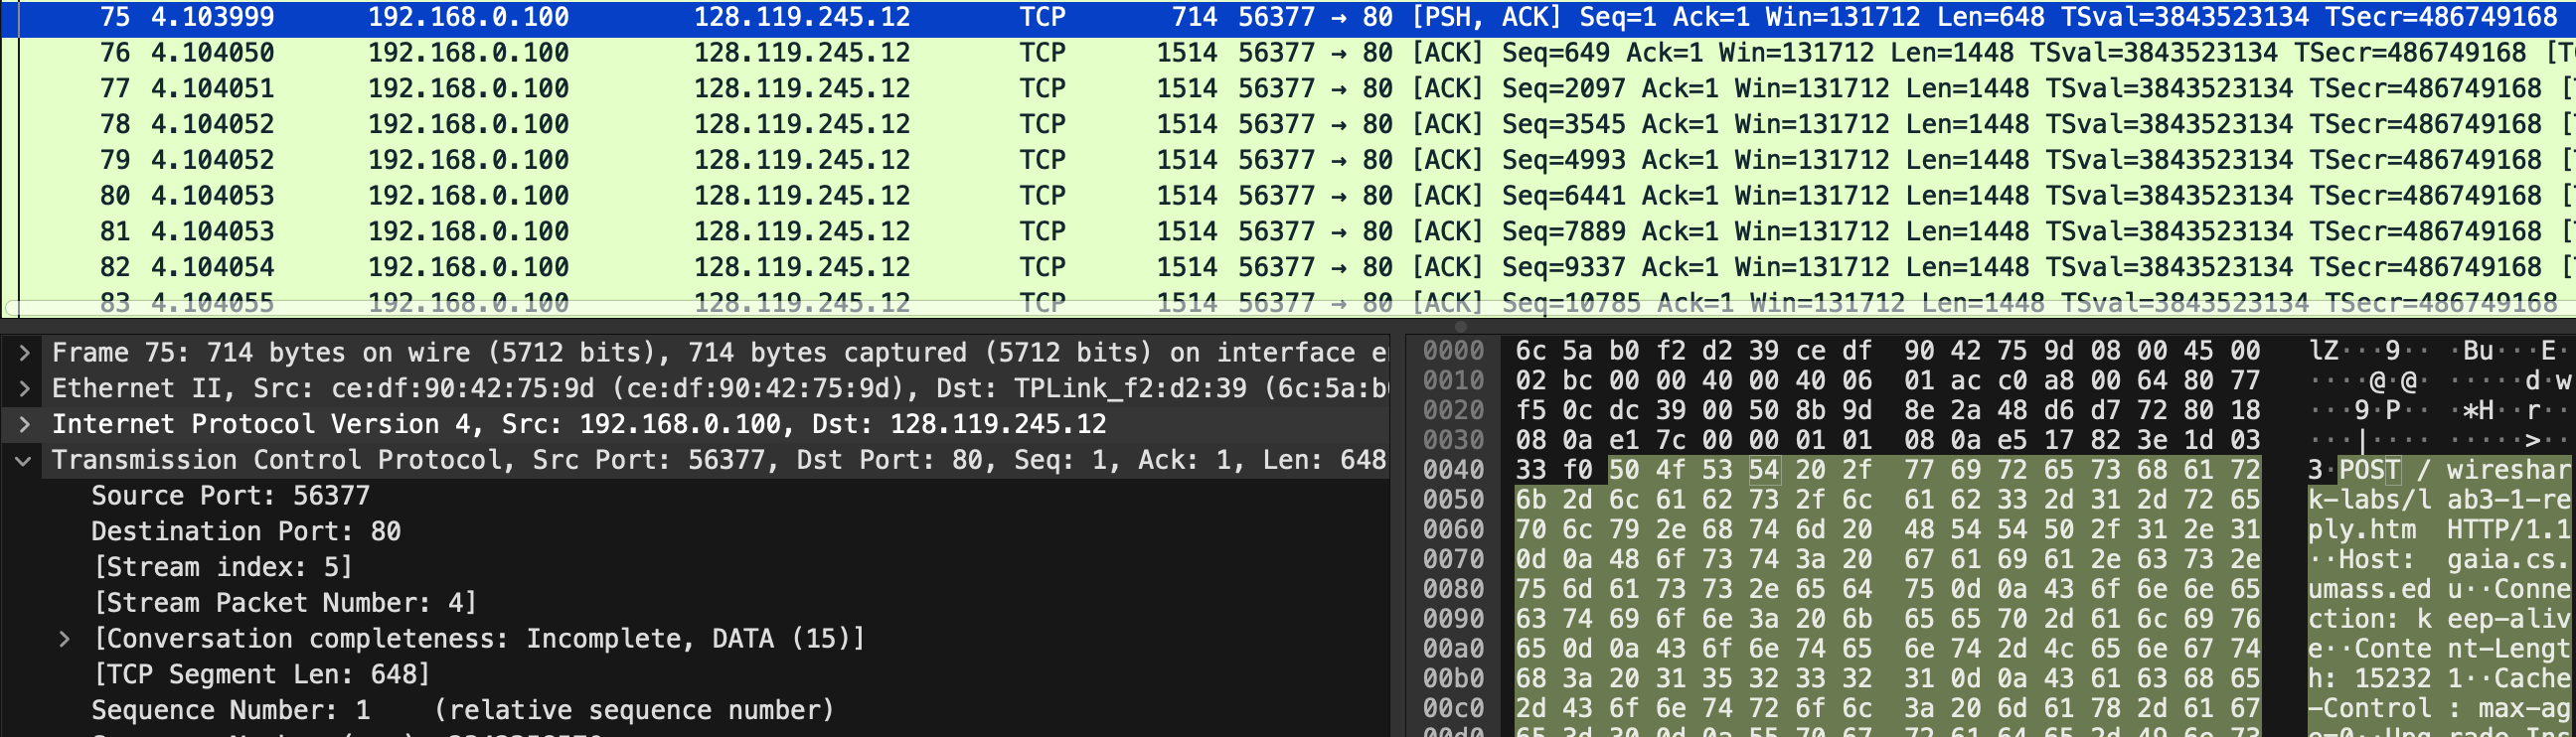 75 4.103999 192.168.0.100 128.119.245.12 TCP 714 56377 → 80 [PSH, ACK] Seq=1 Ack=1 Win=131712 Len=648 TSval=3843523134 TSecr=486749168
76 4.104050 192.168.0.100 128.119.245.12 TCP 1514 56377 → 80 [ACK] Seq=649 Ack=1 Win=131712 Len=1448 TSval=3843523134 TSecr=486749168 [T
77 4.104051 192.168.0.100 128.119.245.12 TCP 1514 56377 → 80 [ACK] Seq=2097 Ack=1 Win=131712 Len=1448 TSval=3843523134 TSecr=486749168 [
78 4.104052 192.168.0.100 128.119.245.12 TCP 1514 56377 → 80 [ACK] Seq=3545 Ack=1 Win=131712 Len=1448 TSval=3843523134 TSecr=486749168 [
79 4.104052 192.168.0.100 128.119.245.12 TCP 1514 56377 → 80 [ACK] Seq=4993 Ack=1 Win=131712 Len=1448 TSval=3843523134 TSecr=486749168 [
80 4.104053 192.168.0.100 128.119.245.12 TCP 1514 56377 → 80 [ACK] Seq=6441 Ack=1 Win=131712 Len=1448 TSval=3843523134 TSecr=486749168 [
81 4.104053 192.168.0.100 128.119.245.12 TCP 1514 56377 → 80 [ACK] Seq=7889 Ack=1 Win=131712 Len=1448 TSval=3843523134 TSecr=486749168 [
82 4.104054 192.168.0.100 128.119.245.12 TCP 1514 56377 → 80 [ACK] Seq=9337 Ack=1 Win=131712 Len=1448 TSval=3843523134 TSecr=486749168 [
83 4.104055 192.168.0.100 128.119.245.12 TCP 1514 56377 → 80 [ACK] Seq=10785 Ack=1 Win=131712 Len=1448 TSval=3843523134 TSecr=486749168
Frame 75: 714 bytes on wire (5712 bits), 714 bytes captured (5712 bits) on interface e
Ethernet II, Src: ce:df:90:42:75:9d (ce:df:90:42:75:9d), Dst: TPLink_f2:d2:39 (6c:5a:b
Internet Protocol Version 4, Src: 192.168.0.100, Dst: 128.119.245.12
Transmission Control Protocol, Src Port: 56377, Dst Port: 80, Seq: 1, Ack: 1, Len: 648
Source Port: 56377
Destination Port: 80
[Stream index: 5]
[Stream Packet Number: 4]
[Conversation completeness: Incomplete, DATA (15)]
[TCP Segment Len: 648]
Sequence Number: 1 (relative sequence number)
0000 6c 5a b0 f2 d2 39 ce df 90 42 75 9d 08 00 45 00 lZ···9·· ·Bu···E·
0010 02 bc 00 00 40 00 40 06 01 ac c0 a8 00 64 80 77 ····@·@· ·····d·w
0020 f5 0c dc 39 00 50 8b 9d 8e 2a 48 d6 d7 72 80 18 ···9·P·· ·*H··r··
0030 08 0a e1 7c 00 00 01 01 08 0a e5 17 82 3e 1d 03 ···|···· ·····>··
0040 33 f0 50 4f 53 54 20 2f 77 69 72 65 73 68 61 72 3·POST / wireshar
0050 6b 2d 6c 61 62 73 2f 6c 61 62 33 2d 31 2d 72 65 k-labs/l ab3-1-re
0060 70 6c 79 2e 68 74 6d 20 48 54 54 50 2f 31 2e 31 ply.htm HTTP/1.1
0070 0d 0a 48 6f 73 74 3a 20 67 61 69 61 2e 63 73 2e ··Host: gaia.cs.
0080 75 6d 61 73 73 2e 65 64 75 0d 0a 43 6f 6e 6e 65 umass.ed u··Conne
0090 63 74 69 6f 6e 3a 20 6b 65 65 70 2d 61 6c 69 76 ction: k eep-aliv
00a0 65 0d 0a 43 6f 6e 74 65 6e 74 2d 4c 65 6e 67 74 e··Conte nt-Lengt
00b0 68 3a 20 31 35 32 33 32 31 0d 0a 43 61 63 68 65 h: 15232 1··Cache
00c0 2d 43 6f 6e 74 72 6f 6c 3a 20 6d 61 78 2d 61 67 -Control : max-ag